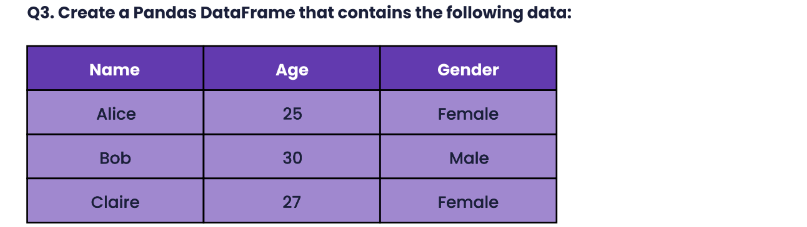 Q3. Create a Pandas DataFrame that contains the following data:
Name Age Gender
Alice 25 Female
Bob 30 Male
Claire 27 Female